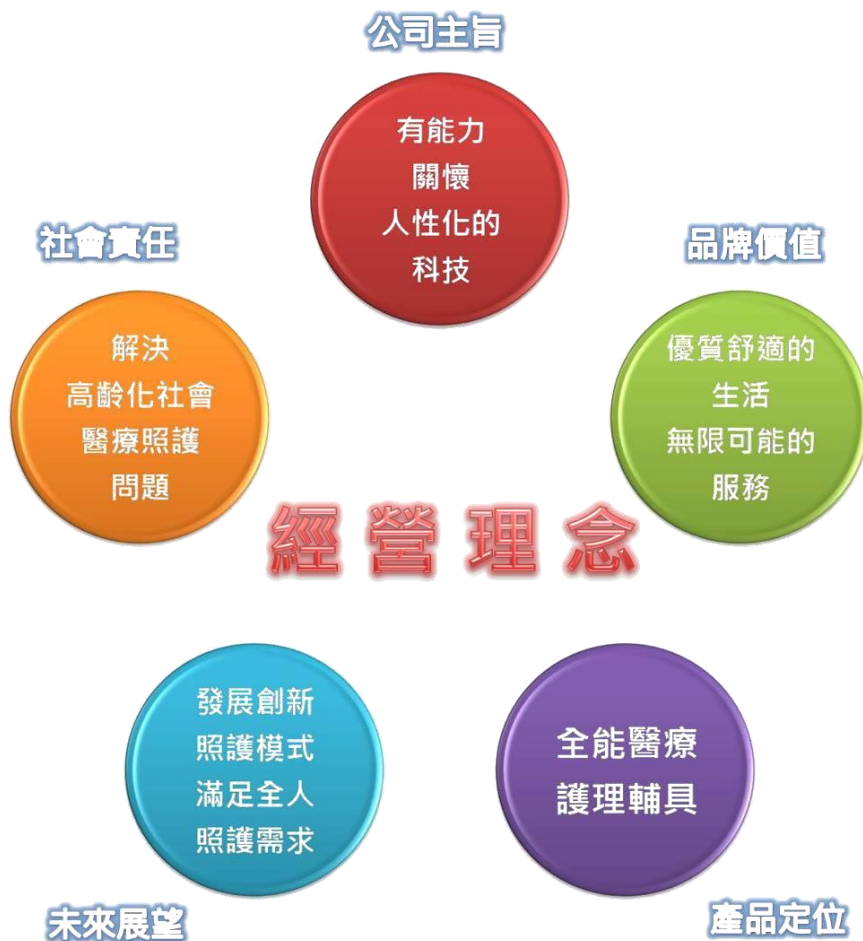 公司主旨
有能力
關懷
人性化的
科技
社會責任
解決
高齡化社會
醫療照護
問題
品牌價值
優質舒適的
生活
無限可能的
服務
經營理念
發展創新
照護模式
滿足全人
照護需求
未來展望
全能醫療
護理輔具
產品定位